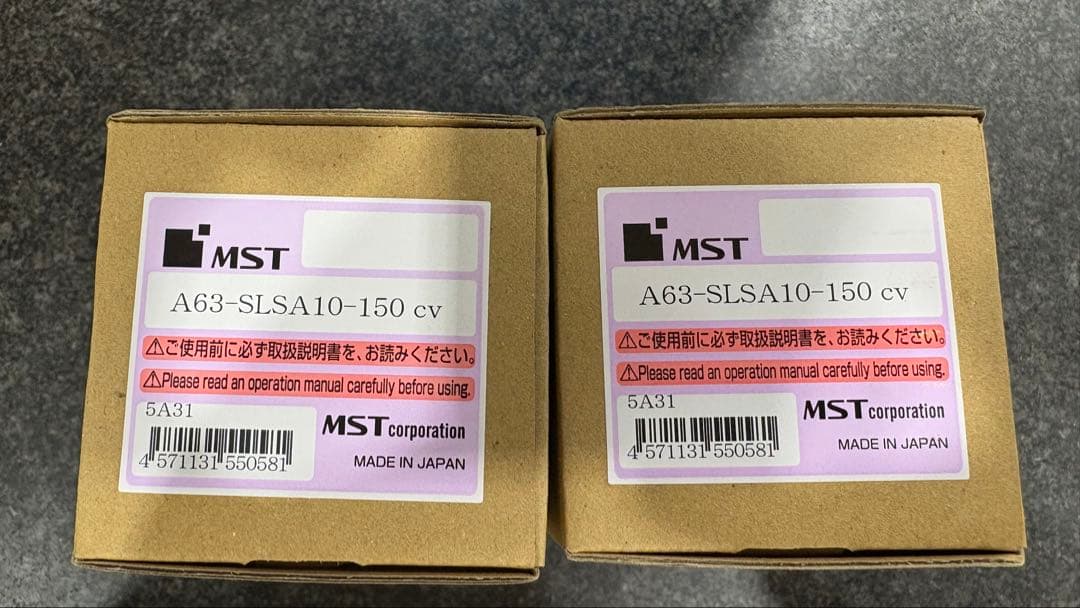 MST
A63-SLSA10-150 cv
⚠ご使用前に必ず取扱説明書を、お読みください。
⚠Please read an operation manual carefully before using.
5A31
4 571131 550581
MST corporation
MADE IN JAPAN
MST
A63-SLSA10-150 cv
⚠ご使用前に必ず取扱説明書を、お読みください。
⚠Please read an operation manual carefully before using.
5A31
4 571131 550581
MST corporation
MADE IN JAPAN